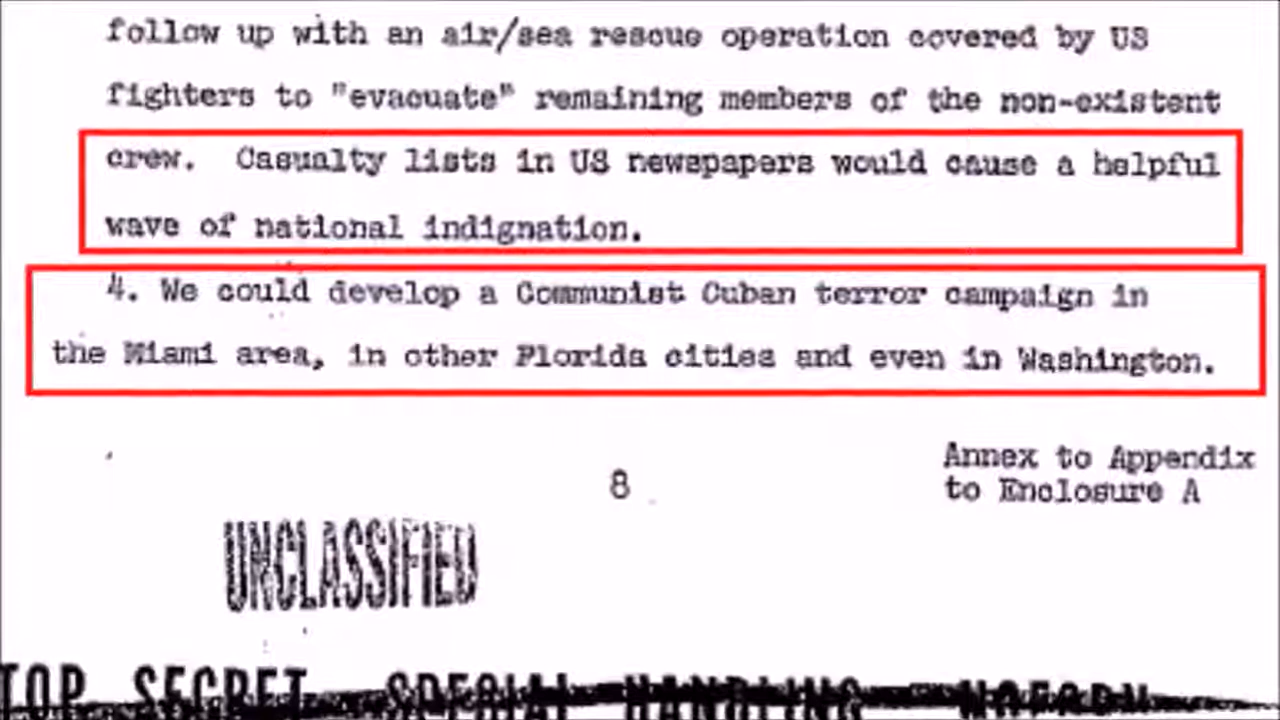 follow up with an air/sea rescue operation covered by US
fighters to "evacuate" remaining members of the non-existent
crew. Casualty lists in US newspapers would cause a helpful
wave of national indignation.
4. We could develop a Communist Cuban terror campaign in
the Miami area, in other Florida cities and even in Washington.
8
Annex to Appendix
to Enclosure A
UNCLASSIFIED
TOP SECRET SPECIAL HANDLING NOFORN